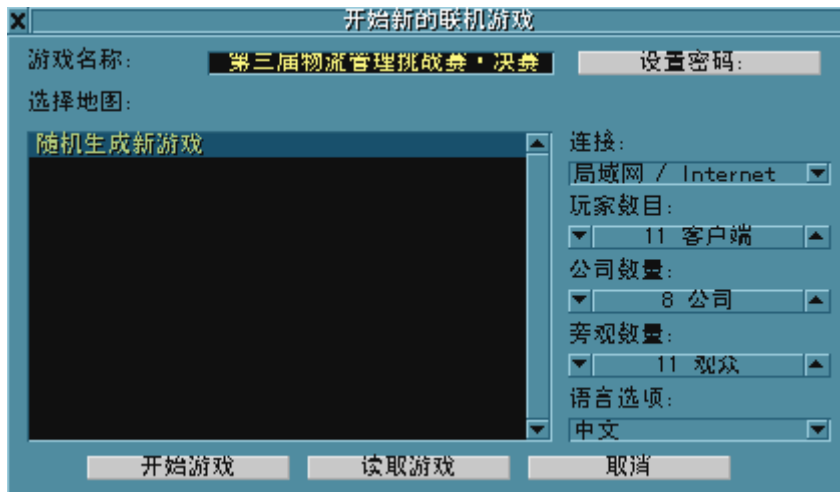 开始新的联机游戏
游戏名称:
第三届物流管理挑战赛·决赛
设置密码:
选择地图:
随机生成新游戏
连接:
局域网 / Internet
玩家数目:
11 客户端
公司数量:
8 公司
旁观数量:
11 观众
语言选项:
中文
开始游戏
读取游戏
取消